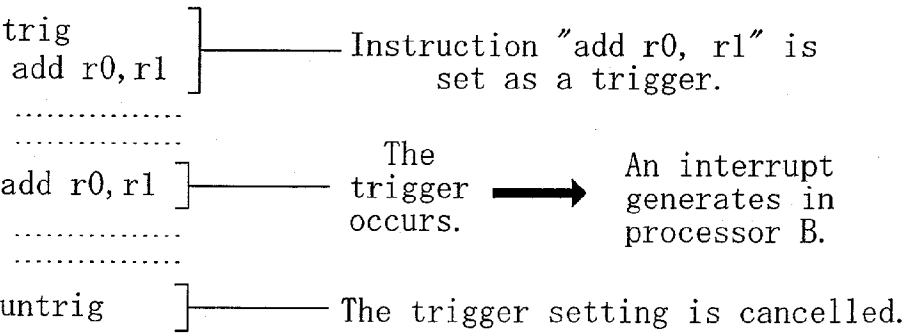 trig
add r0, r1
Instruction "add r0, r1" is
set as a trigger.
add r0, r1
The
trigger
occurs.
An interrupt
generates in
processor B.
untrig
The trigger setting is cancelled.